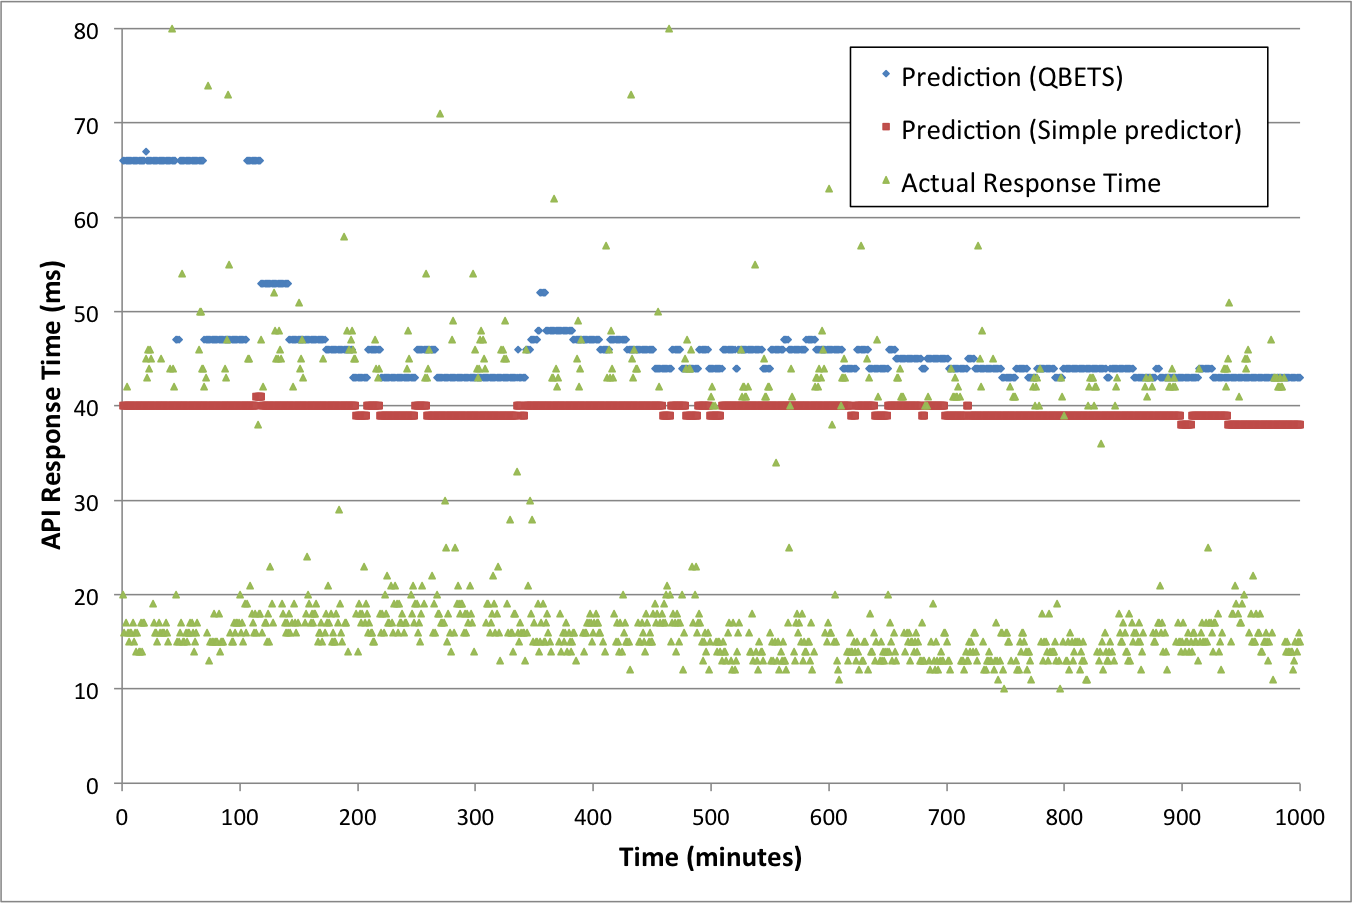 80
70
60
50
40
30
20
10
0
API Response Time (ms)
Prediction (QBETS)
Prediction (Simple predictor)
Actual Response Time
0 100 200 300 400 500 600 700 800 900 1000
Time (minutes)